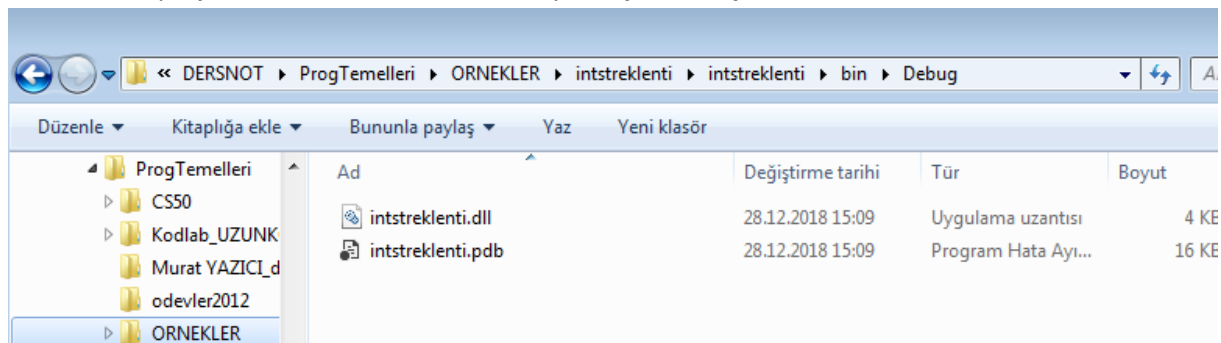 « DERSNOT ▸ ProgTemelleri ▸ ORNEKLER ▸ intstreklenti ▸ intstreklenti ▸ bin ▸ Debug
Düzenle Kitaplığa ekle Bununla paylaş Yaz Yeni klasör
ProgTemelleri
CS50
Kodlab_UZUNK
Murat YAZICI_d
odevler2012
ORNEKLER
Ad Değiştirme tarihi Tür Boyut
intstreklenti.dll 28.12.2018 15:09 Uygulama uzantısı 4 KB
intstreklenti.pdb 28.12.2018 15:09 Program Hata Ayı... 16 KB